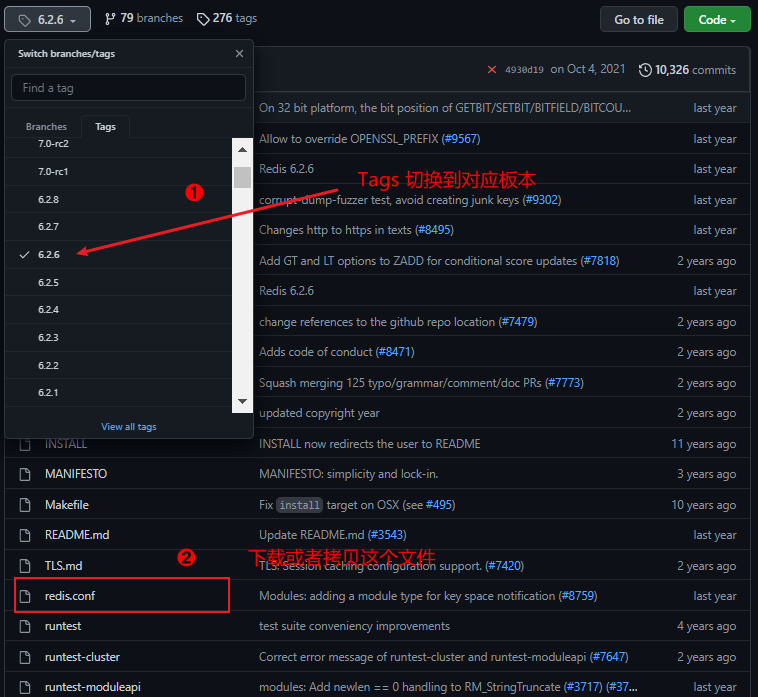 6.2.6
79 branches
276 tags
Go to file
Code
Switch branches/tags
Find a tag
Branches
Tags
7.0-rc2
7.0-rc1
6.2.8
6.2.7
6.2.6
6.2.5
6.2.4
6.2.3
6.2.2
6.2.1
View all tags
4930d19 on Oct 4, 2021
10,326 commits
On 32 bit platform, the bit position of GETBIT/SETBIT/BITFIELD/BITCOU... last year
Allow to override OPENSSL_PREFIX (#9567) last year
Redis 6.2.6 last year
❶ Tags 切换到对应板本
corrupt-dump-fuzzer test, avoid creating junk keys (#9302) last year
Changes http to https in texts (#8495) last year
Add GT and LT options to ZADD for conditional score updates (#7818) 2 years ago
Redis 6.2.6 last year
change references to the github repo location (#7479) 2 years ago
Adds code of conduct (#8471) 2 years ago
Squash merging 125 typo/grammar/comment/doc PRs (#7773) 2 years ago
updated copyright year 2 years ago
INSTALL INSTALL now redirects the user to README 11 years ago
MANIFESTO MANIFESTO: simplicity and lock-in. 3 years ago
Makefile Fix install target on OSX (see #495) 10 years ago
README.md Update README.md (#3543) last year
❷ 下载或者拷贝这个文件
TLS.md TLS: Session caching configuration support. (#7420) 2 years ago
redis.conf Modules: adding a module type for key space notification (#8759) last year
runtest test suite conveniency improvements 4 years ago
runtest-cluster Correct error message of runtest-cluster and runtest-moduleapi (#7647) 2 years ago
runtest-moduleapi modules: Add newlen == 0 handling to RM_StringTruncate (#3717) (#37... last year